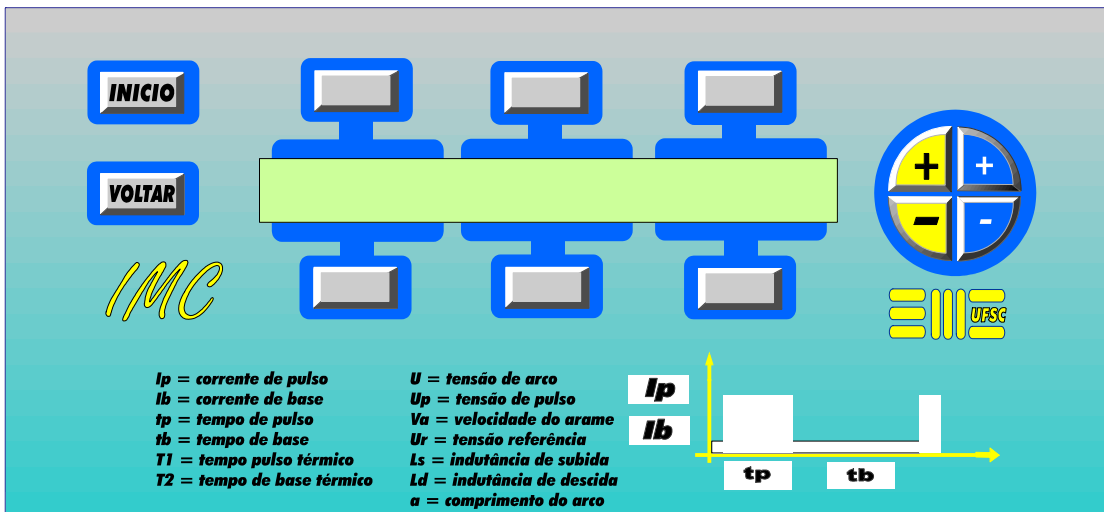 INICIO
+ +
VOLTAR
- -
IMC
UFSC
Ip = corrente de pulso
Ib = corrente de base
tp = tempo de pulso
tb = tempo de base
T1 = tempo pulso térmico
T2 = tempo de base térmico
U = tensão de arco
Up = tensão de pulso
Va = velocidade do arame
Ur = tensão referência
Ls = indutância de subida
Ld = indutância de descida
a = comprimento do arco
Ip
Ib
tp tb